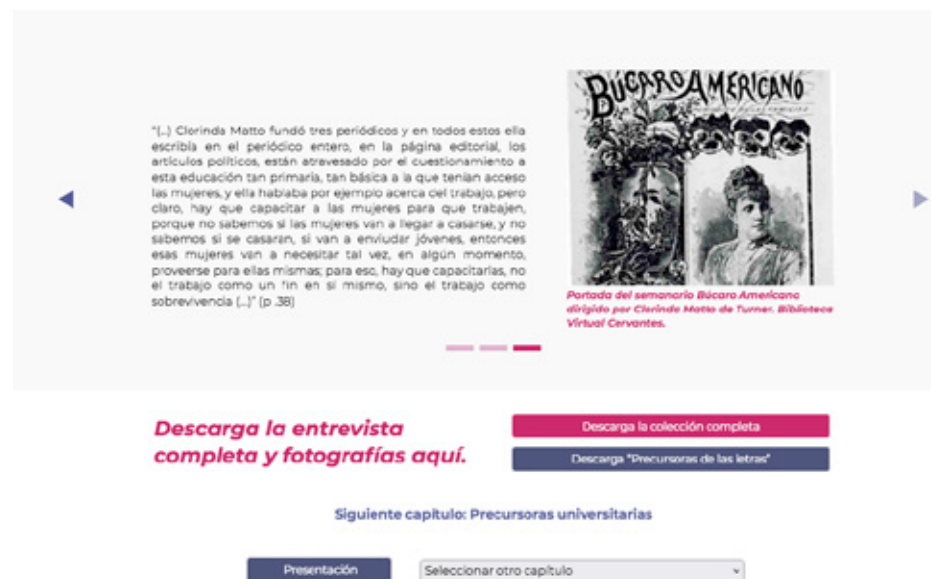 "(...) Clorinda Matto fundó tres periódicos y en todos estos ella
escribía en el periódico entero, en la página editorial, los
artículos políticos, están atravesado por el cuestionamiento a
esta educación tan primaria, tan básica a la que tenían acceso
las mujeres, y ella hablaba por ejemplo acerca del trabajo, pero
claro, hay que capacitar a las mujeres para que trabajen,
porque no sabemos si las mujeres van a llegar a casarse, y no
sabemos si se casaran, si van a enviudar jóvenes, entonces
esas mujeres van a necesitar tal vez, en algún momento,
proveerse para ellas mismas; para eso, hay que capacitarlas, no
el trabajo como un fin en sí mismo, sino el trabajo como
sobrevivencia (...)" (p .38)
BÚCARO AMERICANO
Portada del semanario Búcaro Americano
dirigido por Clorinda Matto de Turner. Biblioteca
Virtual Cervantes.
Descarga la entrevista
completa y fotografías aquí.
Descarga la colección completa
Descarga "Precursoras de las letras"
Siguiente capítulo: Precursoras universitarias
Presentación
Seleccionar otro capítulo